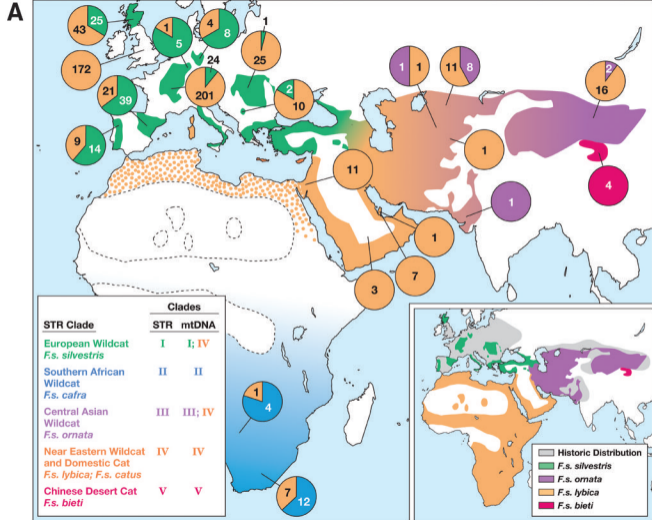 A
25
43
1
5
4
8
1
25
172
24
201
21
39
2
10
9
14
1
1
11
8
2
16
1
4
1
11
1
7
3
1
4
7
12
Clades
STR Clade STR mtDNA
European Wildcat I I; IV
F.s. silvestris
Southern African II II
Wildcat
F.s. cafra
Central Asian III III; IV
Wildcat
F.s. ornata
Near Eastern Wildcat IV IV
and Domestic Cat
F.s. lybica; F.s. catus
Chinese Desert Cat V V
F.s. bieti
Historic Distribution
F.s. silvestris
F.s. ornata
F.s. lybica
F.s. bieti